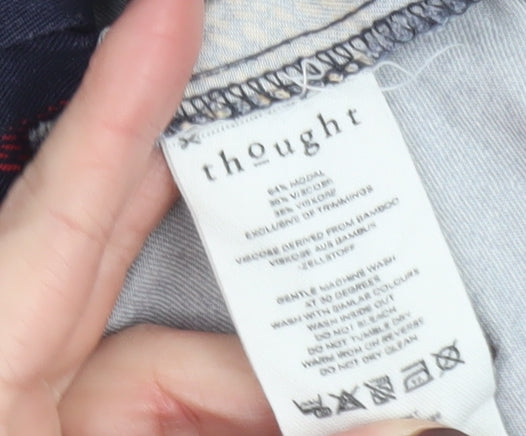 thought
64% MODAL
36% VISCOSE
36% VISKOSE
EXCLUSIVE OF TRIMMINGS
VISCOSE DERIVED FROM BAMBOO
VISKOSE AUS BAMBUS
-ZELLSTOFF
GENTLE MACHINE WASH
AT 30 DEGREES
WASH WITH SIMILAR COLOURS
WASH INSIDE OUT
DO NOT BLEACH
DO NOT TUMBLE DRY
WARM IRON ON REVERSE
DO NOT DRY CLEAN